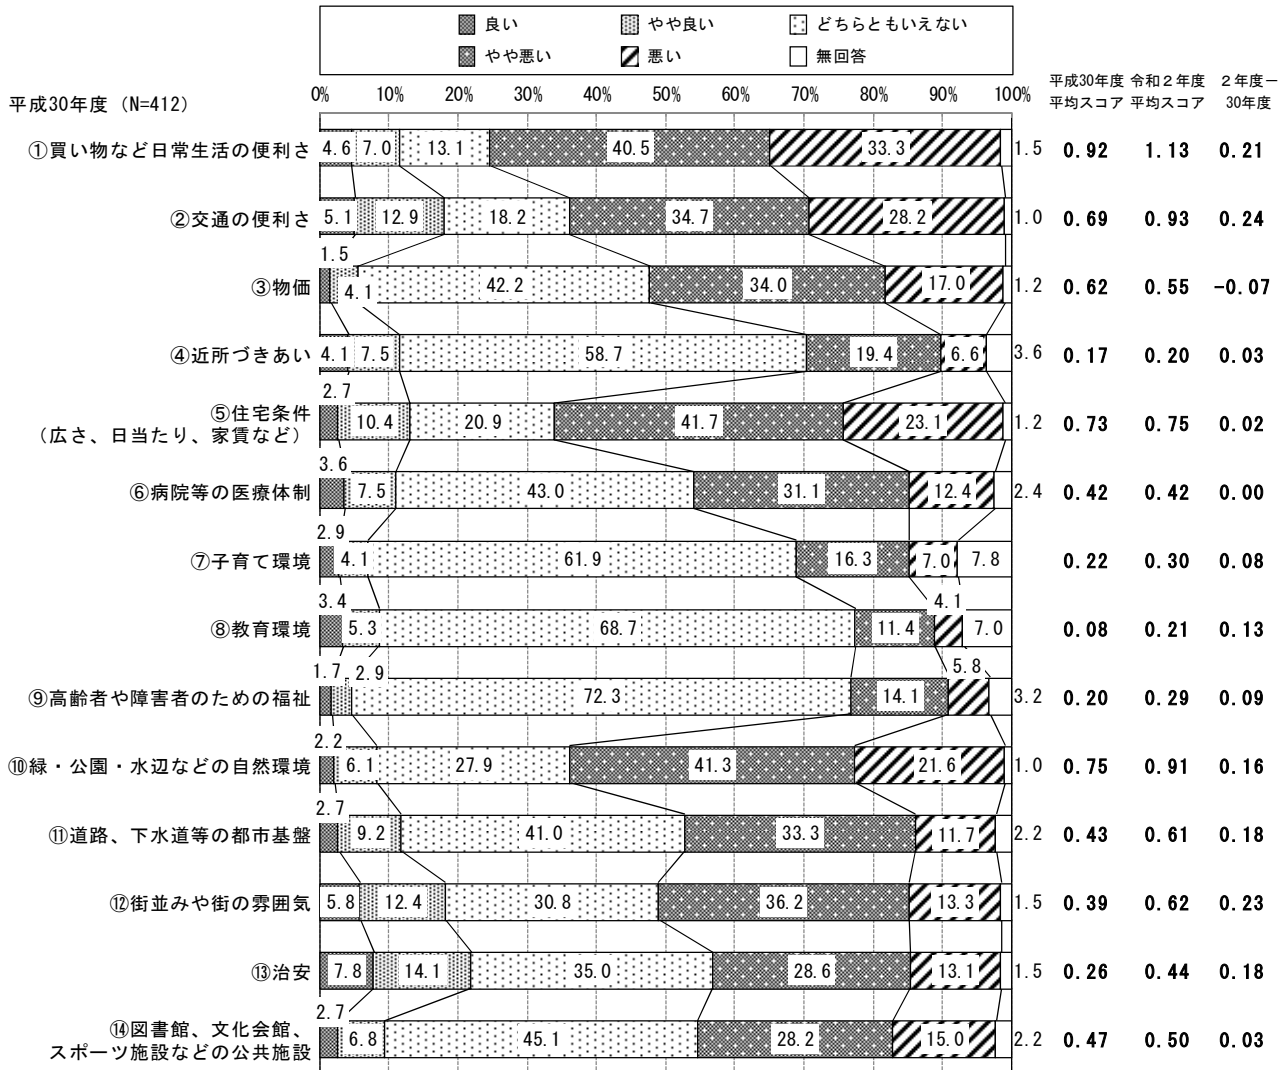 良い やや良い どちらともいえない
やや悪い 悪い 無回答
平成30年度 (N=412)
0% 10% 20% 30% 40% 50% 60% 70% 80% 90% 100%
平成30年度 令和2年度 2年度－
平均スコア 平均スコア 30年度
①買い物など日常生活の便利さ 4.6 7.0 13.1 40.5 33.3 1.5 0.92 1.13 0.21
②交通の便利さ 5.1 12.9 18.2 34.7 28.2 1.0 0.69 0.93 0.24
③物価 1.5 4.1 42.2 34.0 17.0 1.2 0.62 0.55 -0.07
④近所づきあい 4.1 7.5 58.7 19.4 6.6 3.6 0.17 0.20 0.03
⑤住宅条件
(広さ、日当たり、家賃など) 2.7 10.4 20.9 41.7 23.1 1.2 0.73 0.75 0.02
⑥病院等の医療体制 3.6 7.5 43.0 31.1 12.4 2.4 0.42 0.42 0.00
⑦子育て環境 2.9 4.1 61.9 16.3 7.0 7.8 0.22 0.30 0.08
⑧教育環境 3.4 5.3 68.7 11.4 4.1 7.0 0.08 0.21 0.13
⑨高齢者や障害者のための福祉 1.7 2.9 72.3 14.1 5.8 3.2 0.20 0.29 0.09
⑩緑・公園・水辺などの自然環境 2.2 6.1 27.9 41.3 21.6 1.0 0.75 0.91 0.16
⑪道路、下水道等の都市基盤 2.7 9.2 41.0 33.3 11.7 2.2 0.43 0.61 0.18
⑫街並みや街の雰囲気 5.8 12.4 30.8 36.2 13.3 1.5 0.39 0.62 0.23
⑬治安 7.8 14.1 35.0 28.6 13.1 1.5 0.26 0.44 0.18
⑭図書館、文化会館、
スポーツ施設などの公共施設 2.7 6.8 45.1 28.2 15.0 2.2 0.47 0.50 0.03